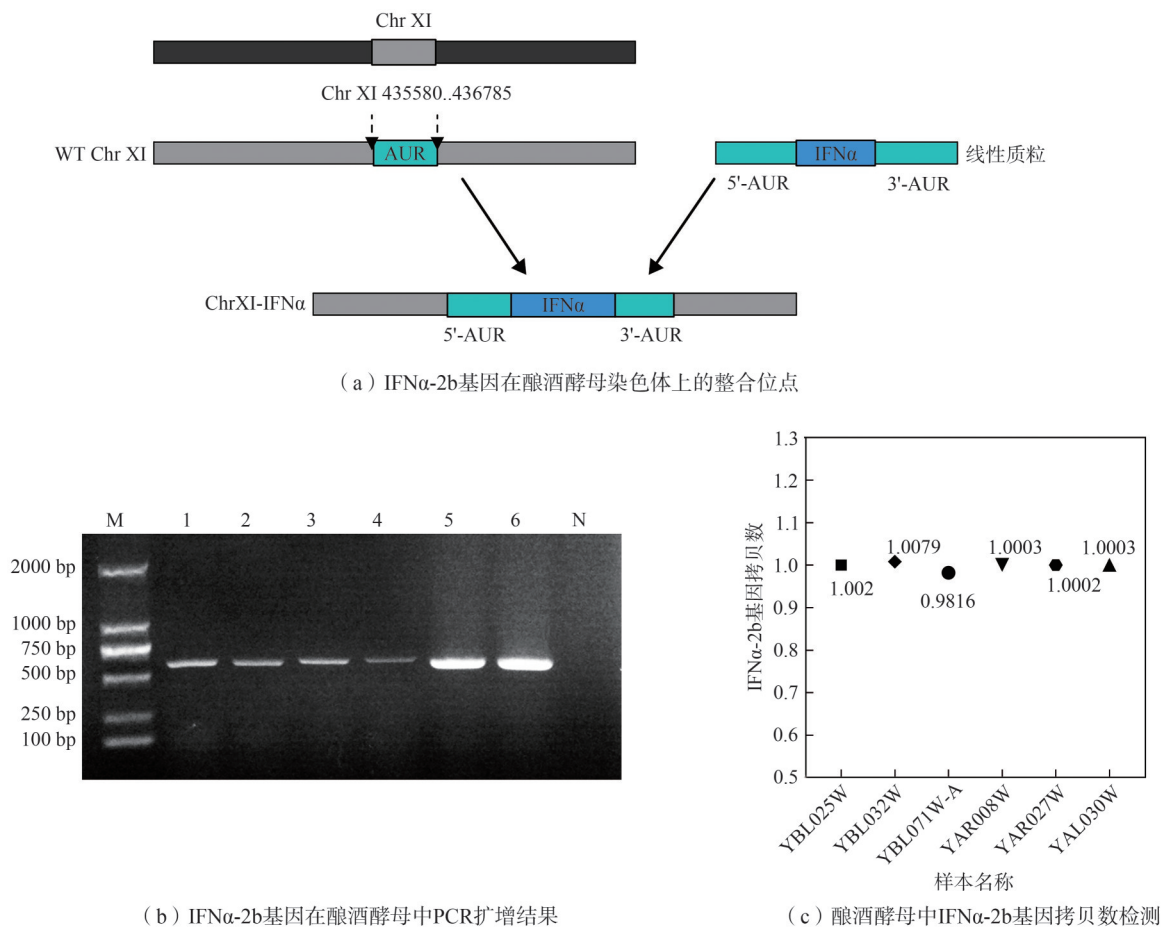 Chr XI
Chr XI 435580..436785
WT Chr XI
AUR
IFNα
线性质粒
5'-AUR
3'-AUR
ChrXI-IFNα
IFNα
5'-AUR
3'-AUR
（a）IFNα-2b基因在酿酒酵母染色体上的整合位点
M 1 2 3 4 5 6 N
2000 bp
1000 bp
750 bp
500 bp
250 bp
100 bp
（b）IFNα-2b基因在酿酒酵母中PCR扩增结果
IFNα-2b基因拷贝数
1.3
1.2
1.1
1.0
0.9
0.8
0.7
0.6
0.5
1.002
1.0079
0.9816
1.0003
1.0002
1.0003
YBL025W
YBL032W
YBL071W-A
YAR008W
YAR027W
YAL030W
样本名称
（c）酿酒酵母中IFNα-2b基因拷贝数检测